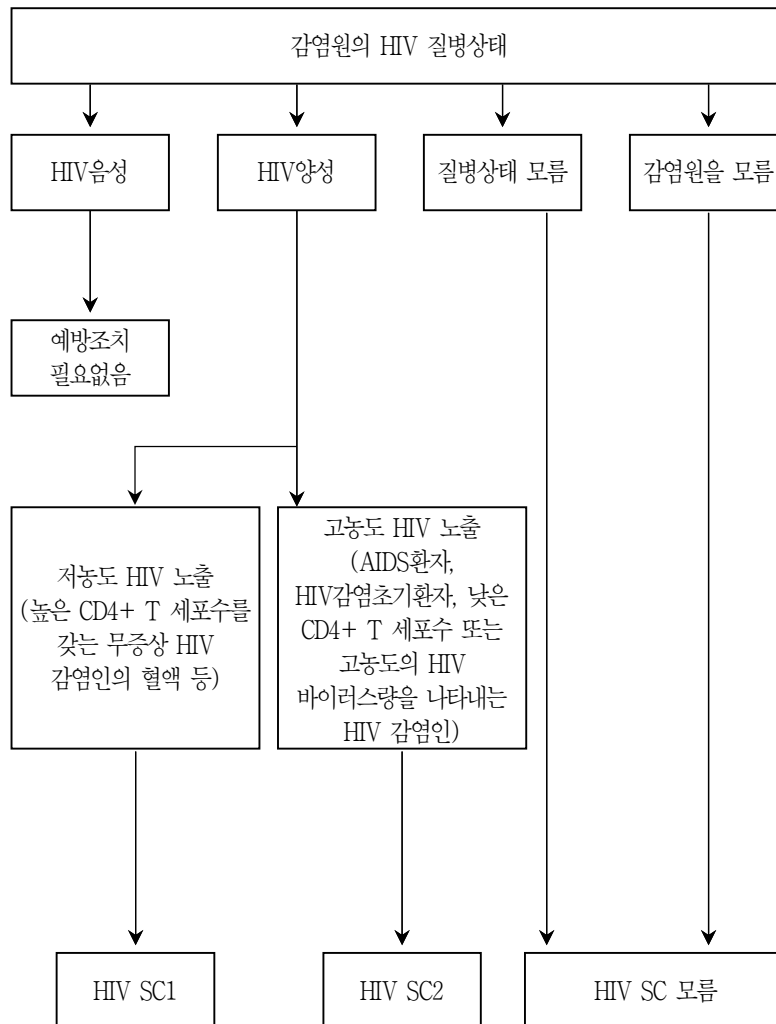 감염원의 HIV 질병상태
HIV음성
HIV양성
질병상태 모름
감염원을 모름
예방조치
필요없음
저농도 HIV 노출
(높은 CD4+ T 세포수를
갖는 무증상 HIV
감염인의 혈액 등)
고농도 HIV 노출
(AIDS환자,
HIV감염초기환자, 낮은
CD4+ T 세포수 또는
고농도의 HIV
바이러스량을 나타내는
HIV 감염인)
HIV SC1
HIV SC2
HIV SC 모름